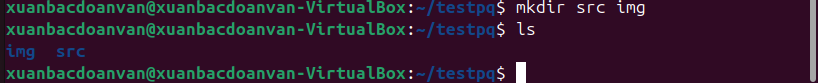 xuanbacdoanvan@xuanbacdoanvan-VirtualBox:~/testpq$ mkdir src img
xuanbacdoanvan@xuanbacdoanvan-VirtualBox:~/testpq$ ls
img  src
xuanbacdoanvan@xuanbacdoanvan-VirtualBox:~/testpq$